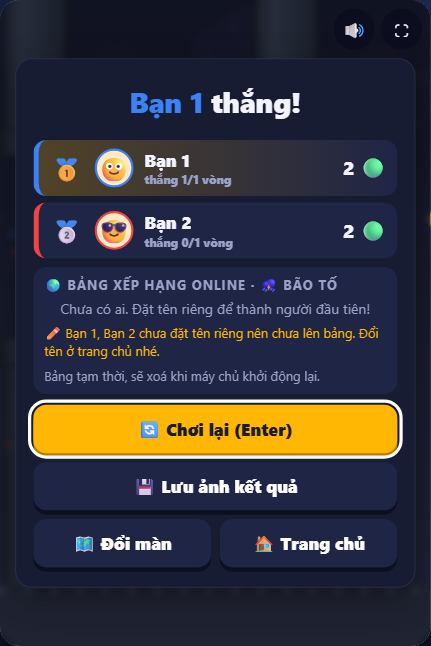 Bạn 1 thắng!
1
Bạn 1
thắng 1/1 vòng
2
2
Bạn 2
thắng 0/1 vòng
2
BẢNG XẾP HẠNG ONLINE · BÃO TỐ
Chưa có ai. Đặt tên riêng để thành người đầu tiên!
Bạn 1, Bạn 2 chưa đặt tên riêng nên chưa lên bảng. Đổi
tên ở trang chủ nhé.
Bảng tạm thời, sẽ xoá khi máy chủ khởi động lại.
Chơi lại (Enter)
Lưu ảnh kết quả
Đổi màn
Trang chủ